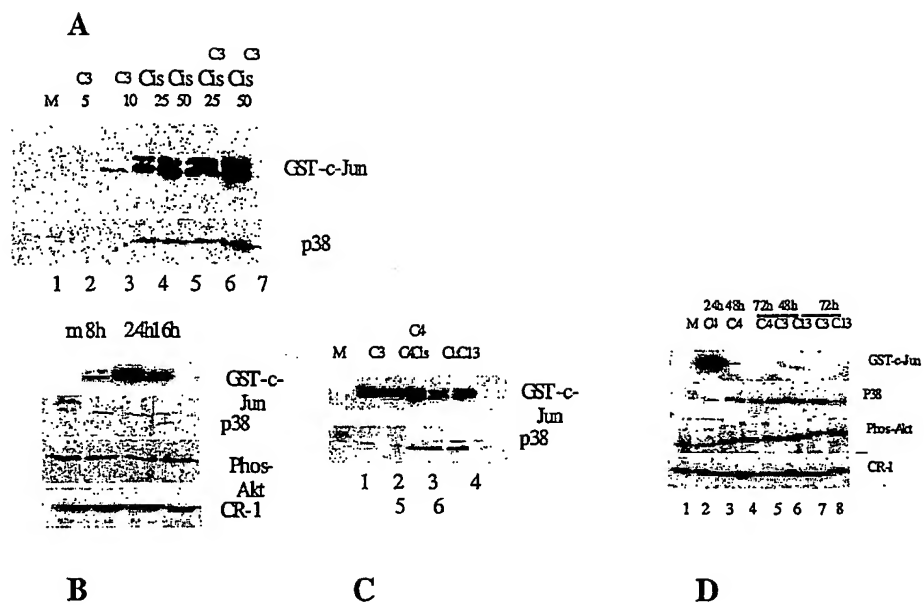 A
C3 C3
C3 C3 Cis Cis Cis Cis
M 5 10 25 50 25 50
GST-c-Jun
p38
1 2 3 4 5 6 7
m 8h 24h 16h
GST-c-
Jun
p38
Phos-
Akt
CR-1
B
C4
M C3 C4 Cis C13
GST-c-
Jun
p38
1 2 3 4
5 6
C
24h 48h 72h 48h 72h
M C4 C4 C4 C3 C13 C3 C13
GST-c-Jun
P38
Phos-Akt
CR-1
1 2 3 4 5 6 7 8
D